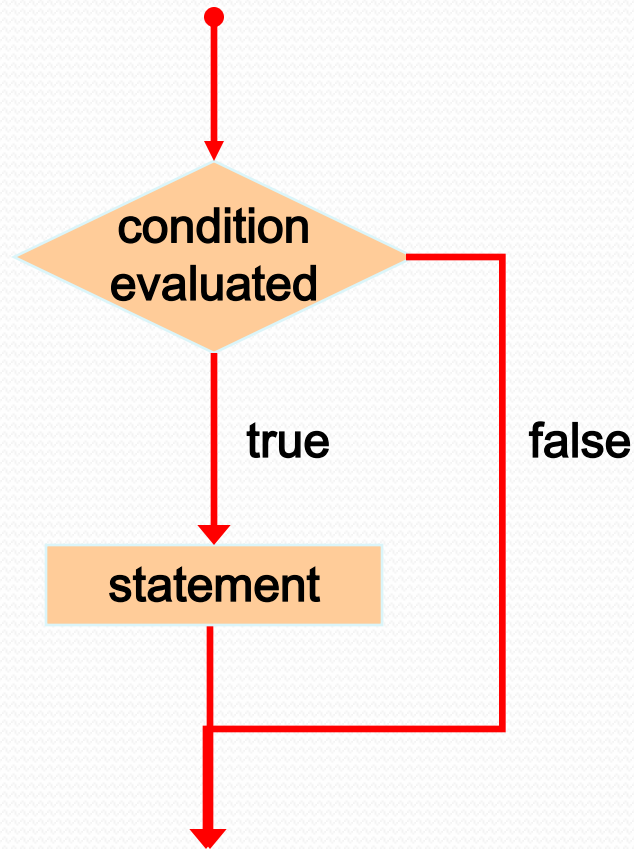 condition
evaluated
true
false
statement